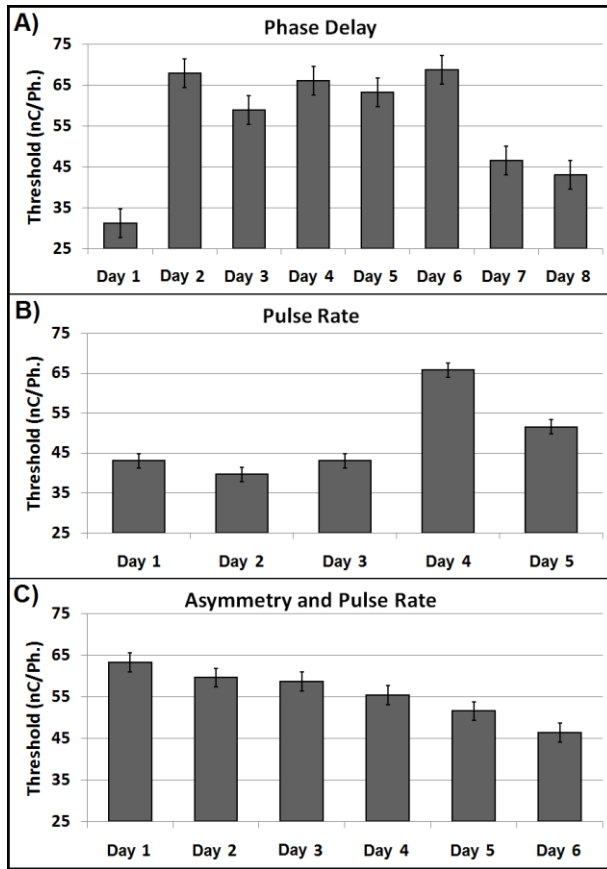 A)
Phase Delay
Threshold (nC/Ph.)
75
65
55
45
35
25
Day 1 Day 2 Day 3 Day 4 Day 5 Day 6 Day 7 Day 8
B)
Pulse Rate
Threshold (nC/Ph.)
75
65
55
45
35
25
Day 1 Day 2 Day 3 Day 4 Day 5
C)
Asymmetry and Pulse Rate
Threshold (nC/Ph.)
75
65
55
45
35
25
Day 1 Day 2 Day 3 Day 4 Day 5 Day 6